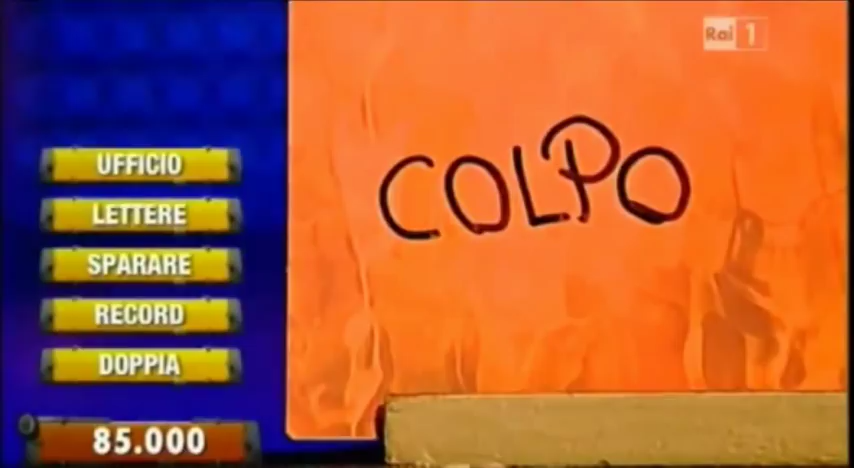 Rai 1
COLPO
UFFICIO
LETTERE
SPARARE
RECORD
DOPPIA
85.000